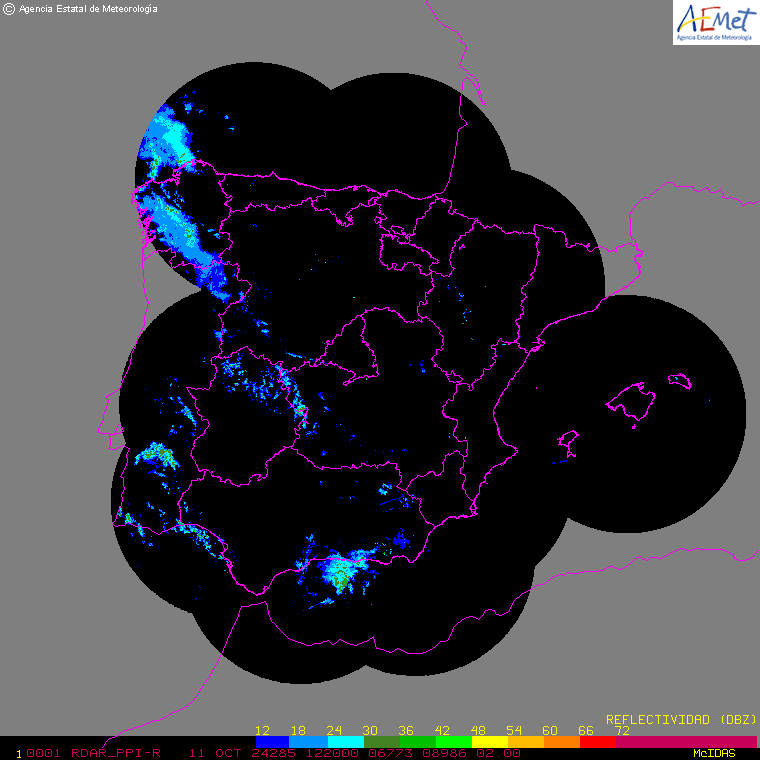 © Agencia Estatal de Meteorología
AEMet
Agencia Estatal de Meteorología
REFLECTIVIDAD (DBZ)
12 18 24 30 36 42 48 54 60 66 72
1 0001 RDAR_PPI-R 11 OCT 24285 122000 06773 08986 02.00 McIDAS